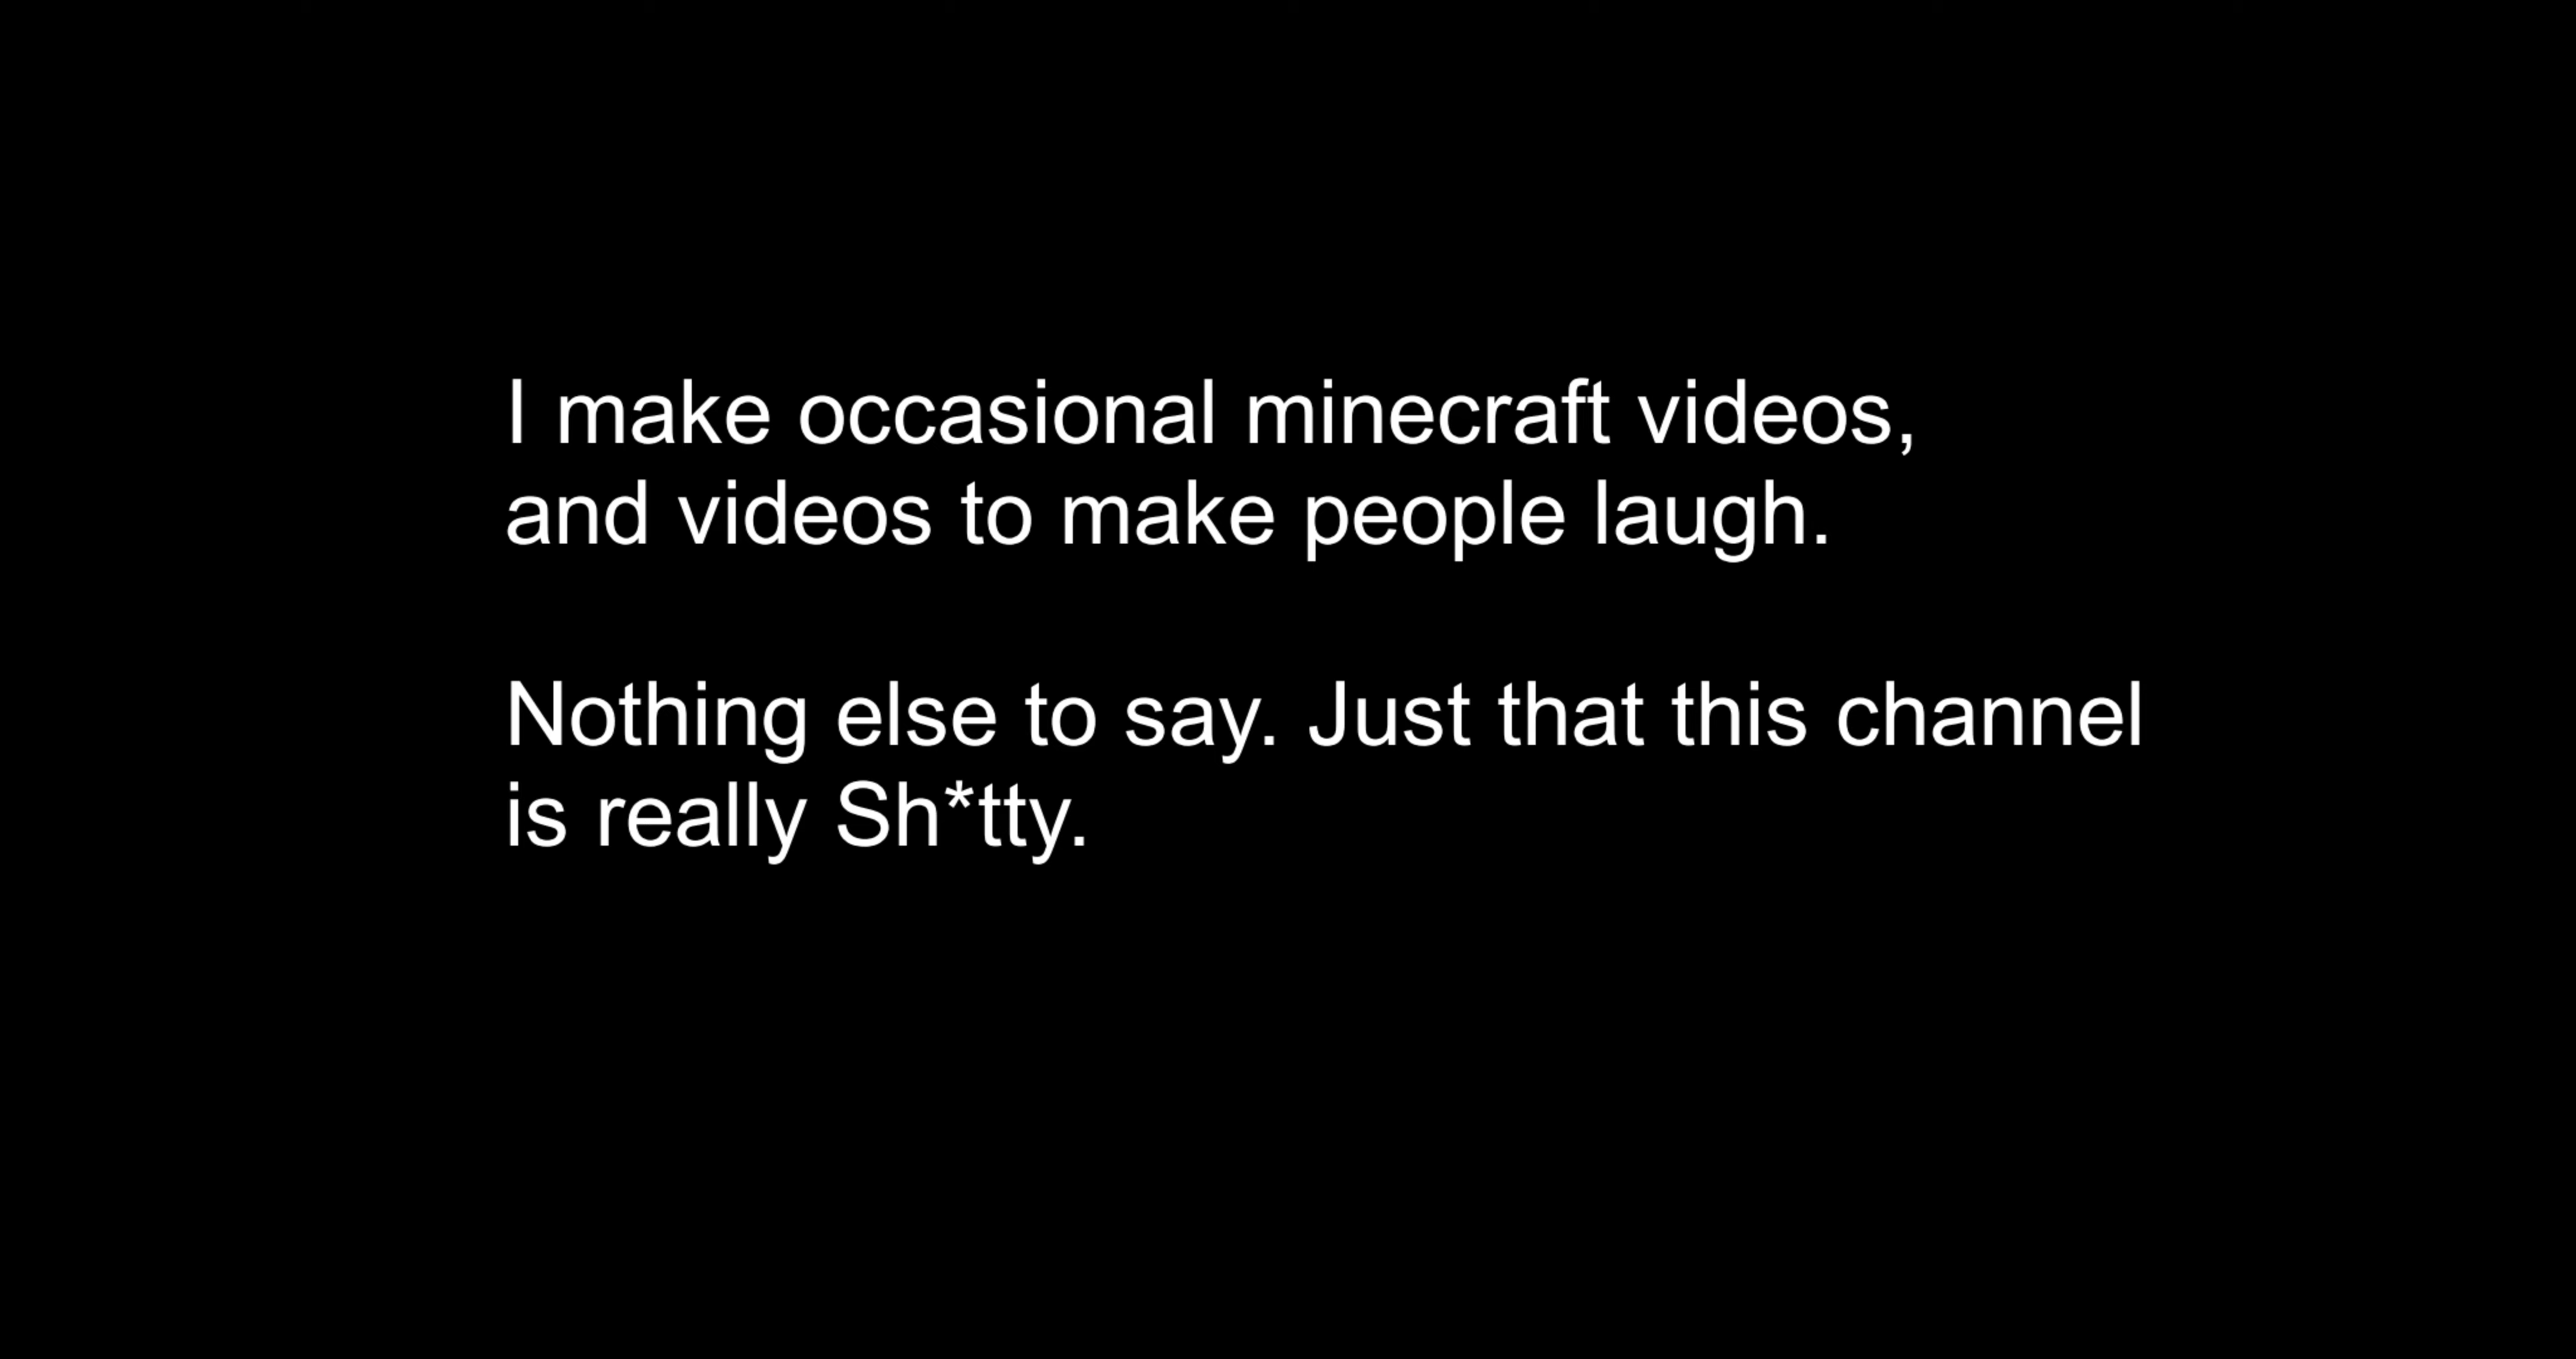 I make occasional minecraft videos,
and videos to make people laugh.
Nothing else to say. Just that this channel
is really Sh*tty.